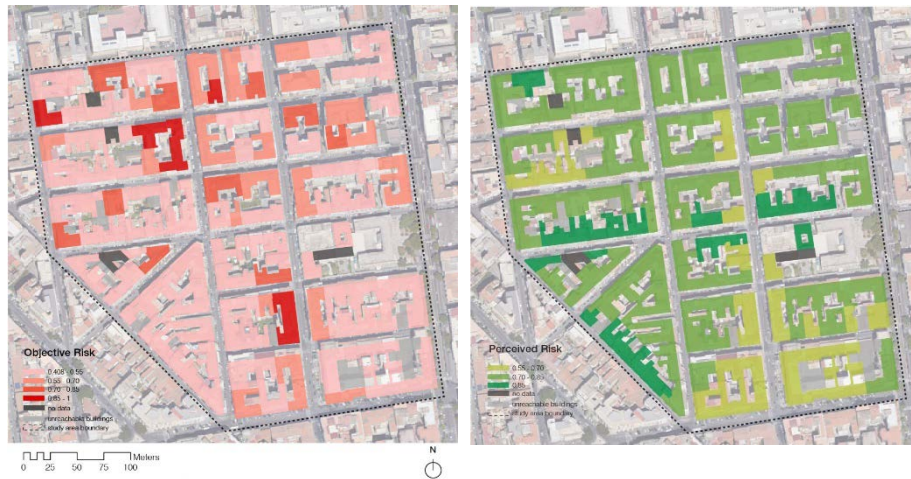 Objective Risk
0.468 - 0.55
0.55 - 0.70
0.70 - 0.85
0.85 - 1
no data
unreachable buildings
study area boundary
Meters
0 25 50 75 100
N
Perceived Risk
0.55 - 0.70
0.70 - 0.85
0.85
no data
unreachable buildings
study area boundary